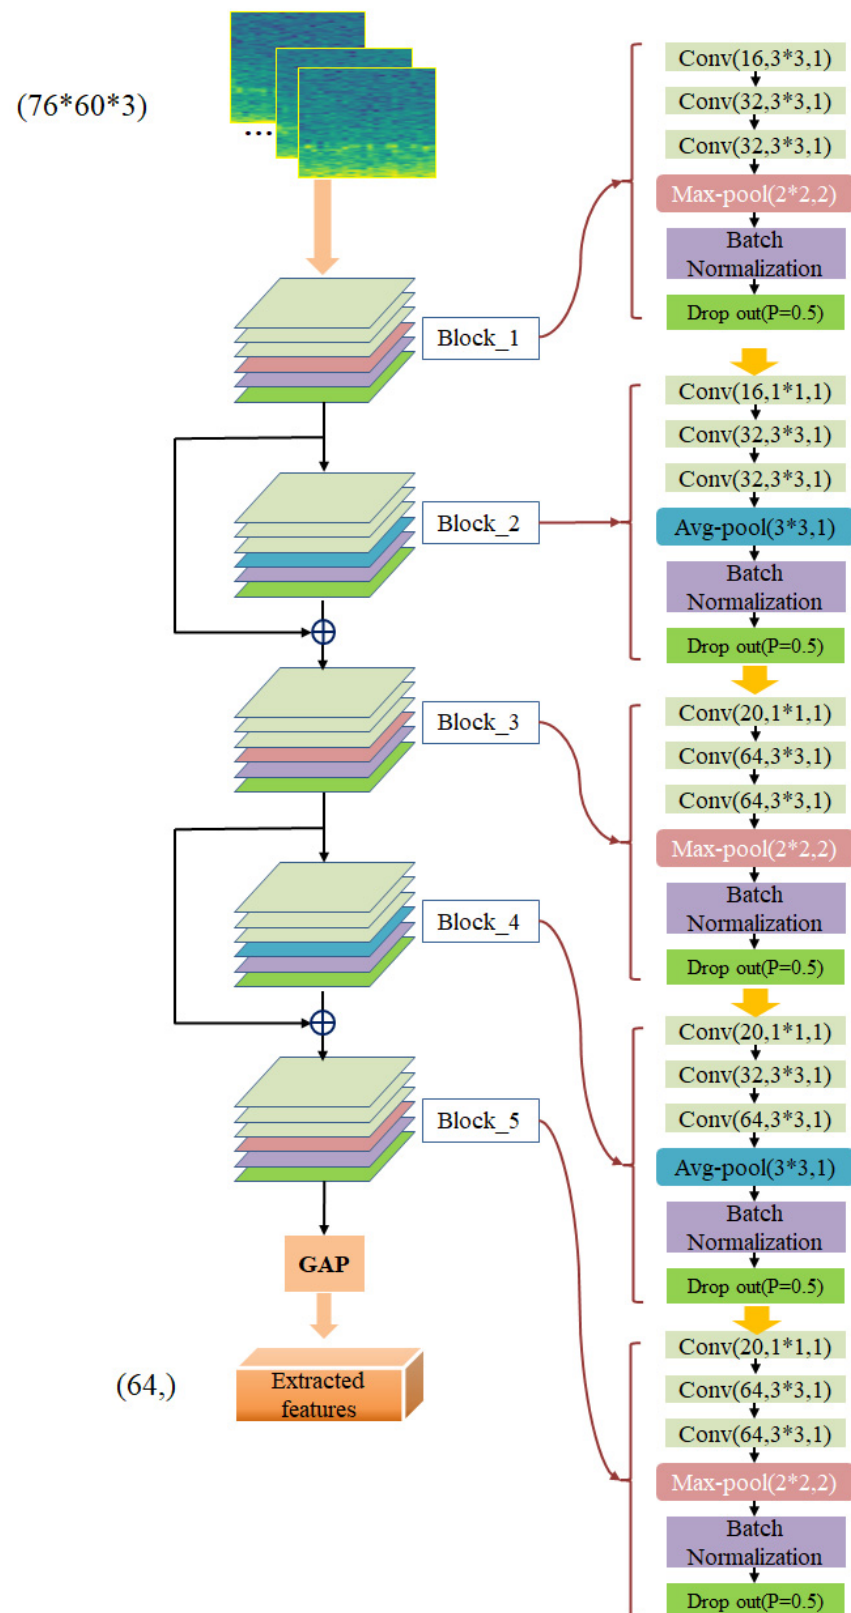 (76*60*3)
...
Block_1
Block_2
Block_3
Block_4
Block_5
GAP
(64,)
Extracted
features
Conv(16,3*3,1)
Conv(32,3*3,1)
Conv(32,3*3,1)
Max-pool(2*2,2)
Batch
Normalization
Drop out(P=0.5)
Conv(16,1*1,1)
Conv(32,3*3,1)
Conv(32,3*3,1)
Avg-pool(3*3,1)
Batch
Normalization
Drop out(P=0.5)
Conv(20,1*1,1)
Conv(64,3*3,1)
Conv(64,3*3,1)
Max-pool(2*2,2)
Batch
Normalization
Drop out(P=0.5)
Conv(20,1*1,1)
Conv(32,3*3,1)
Conv(64,3*3,1)
Avg-pool(3*3,1)
Batch
Normalization
Drop out(P=0.5)
Conv(20,1*1,1)
Conv(64,3*3,1)
Conv(64,3*3,1)
Max-pool(2*2,2)
Batch
Normalization
Drop out(P=0.5)